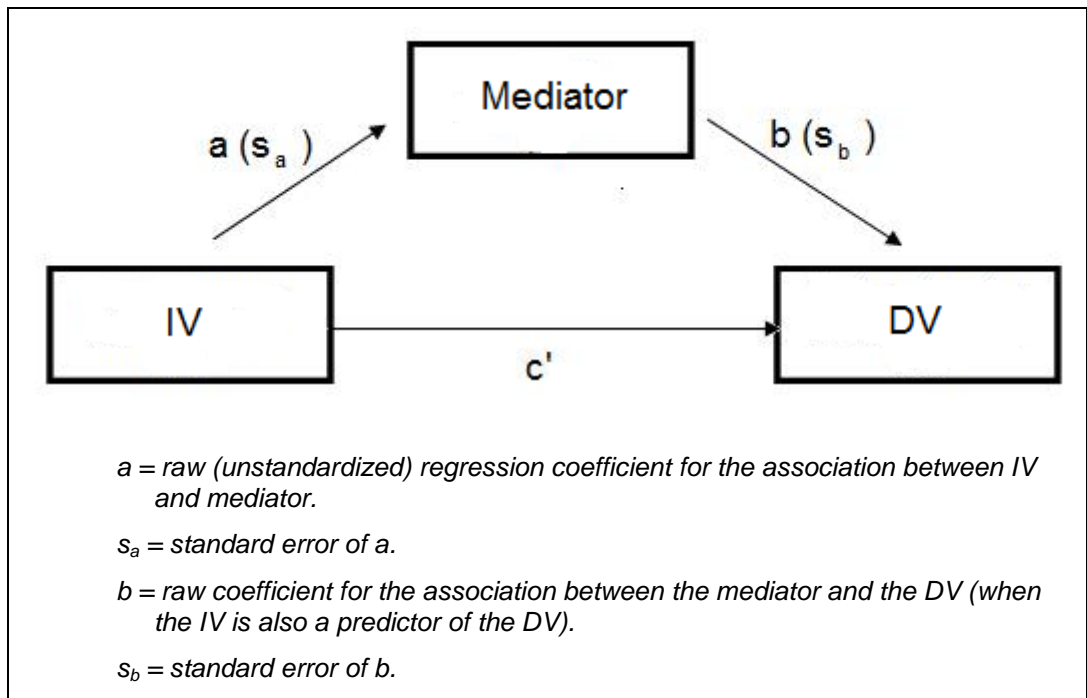 Mediator
a (sₐ)
b (s_b)
IV
DV
c'
a = raw (unstandardized) regression coefficient for the association between IV
and mediator.
sₐ = standard error of a.
b = raw coefficient for the association between the mediator and the DV (when
the IV is also a predictor of the DV).
s_b = standard error of b.